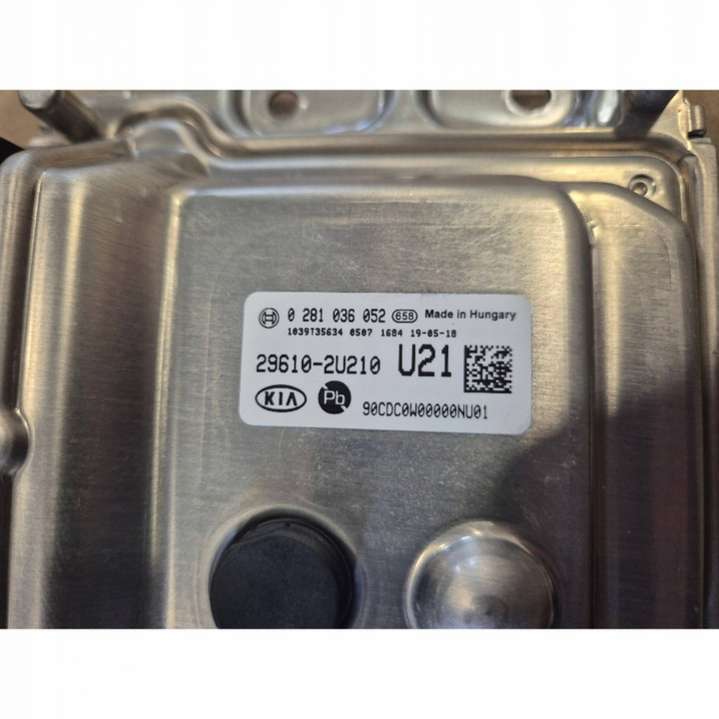 0 281 036 052 658 Made in Hungary
1039T35634 0507 1684 19-05-18
29610-2U210 U21
KIA Pb 90CDC0W00000NU01